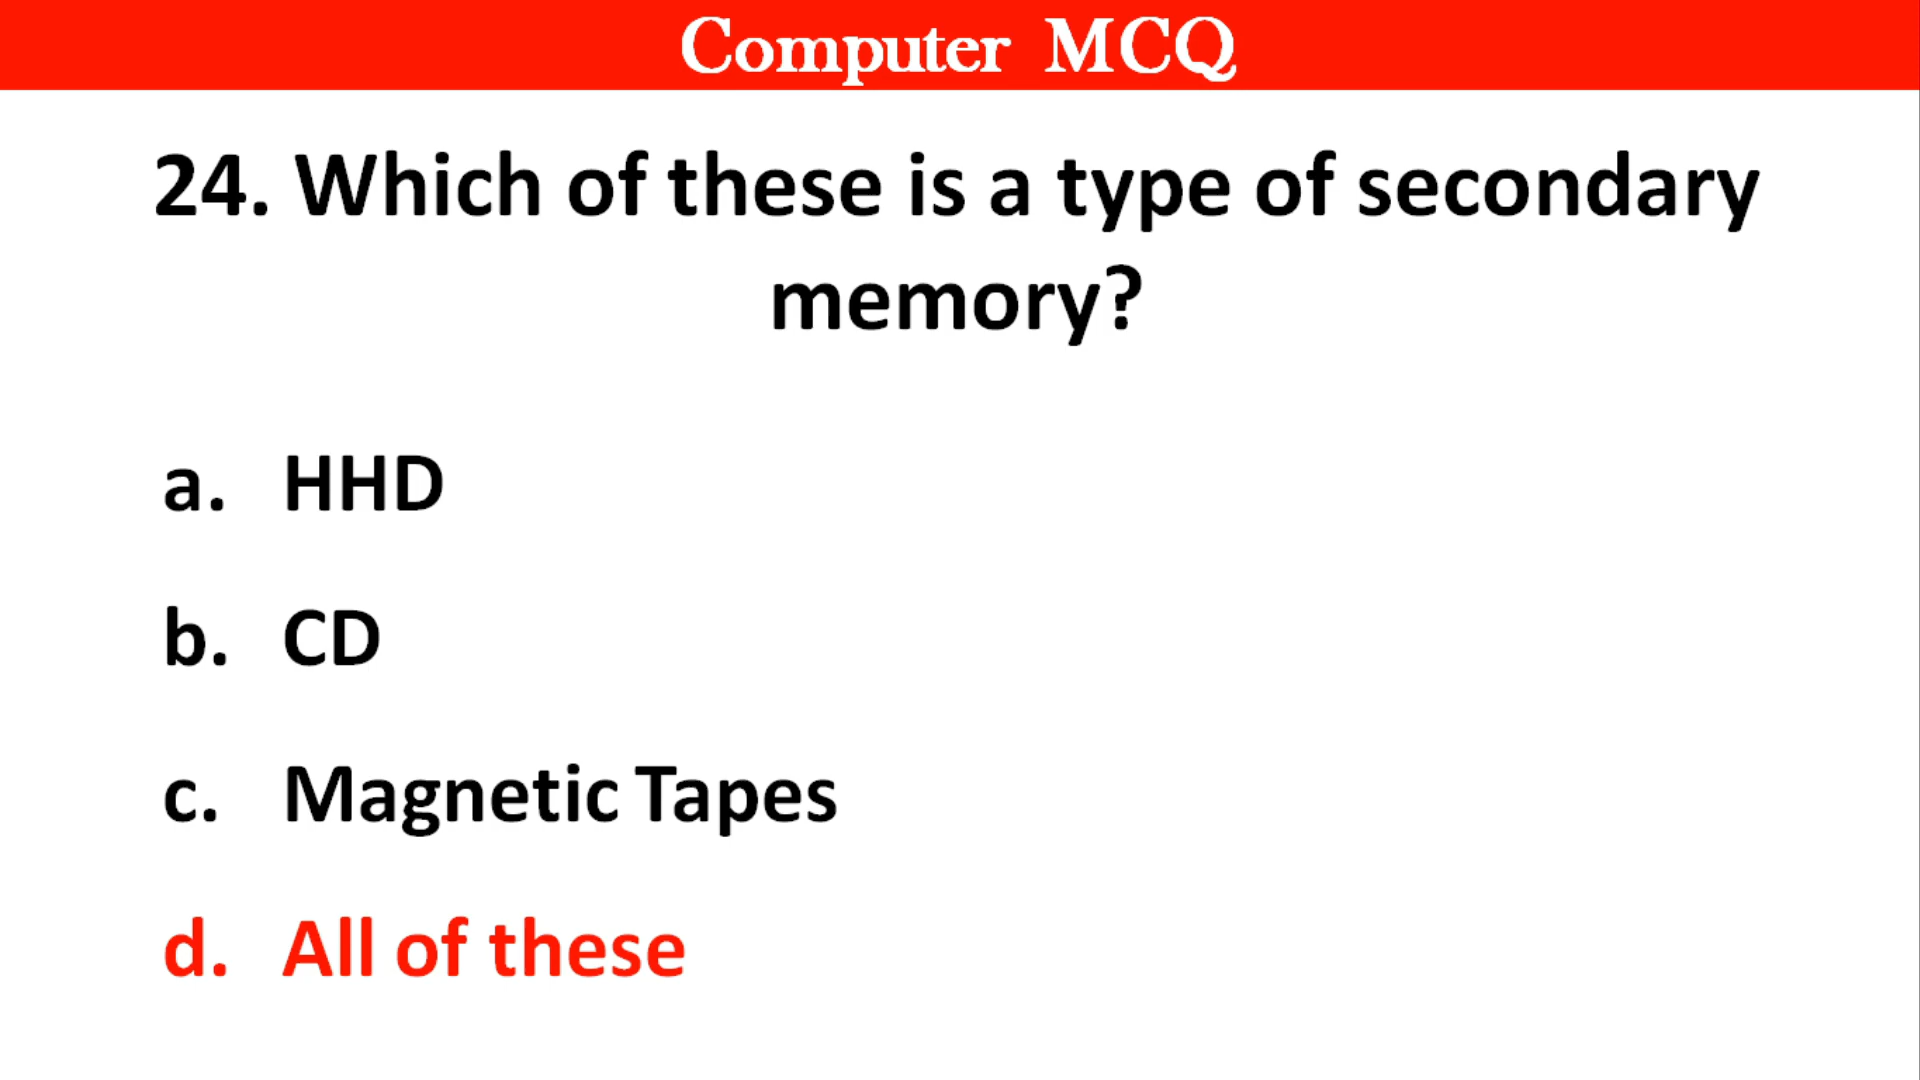 Computer MCQ
24. Which of these is a type of secondary
memory?
a. HHD
b. CD
c. Magnetic Tapes
d. All of these